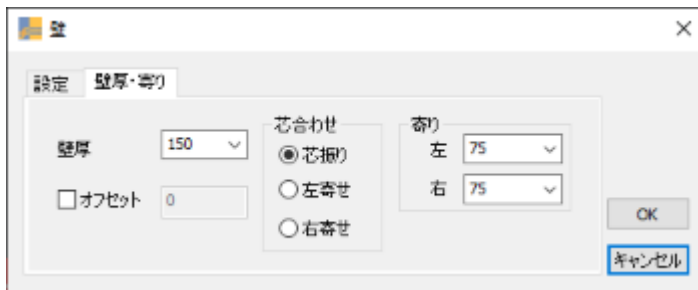 壁
設定 壁厚・寄り
壁厚 150
オフセット 0
芯合わせ
芯振り
左寄せ
右寄せ
寄り
左 75
右 75
OK
キャンセル